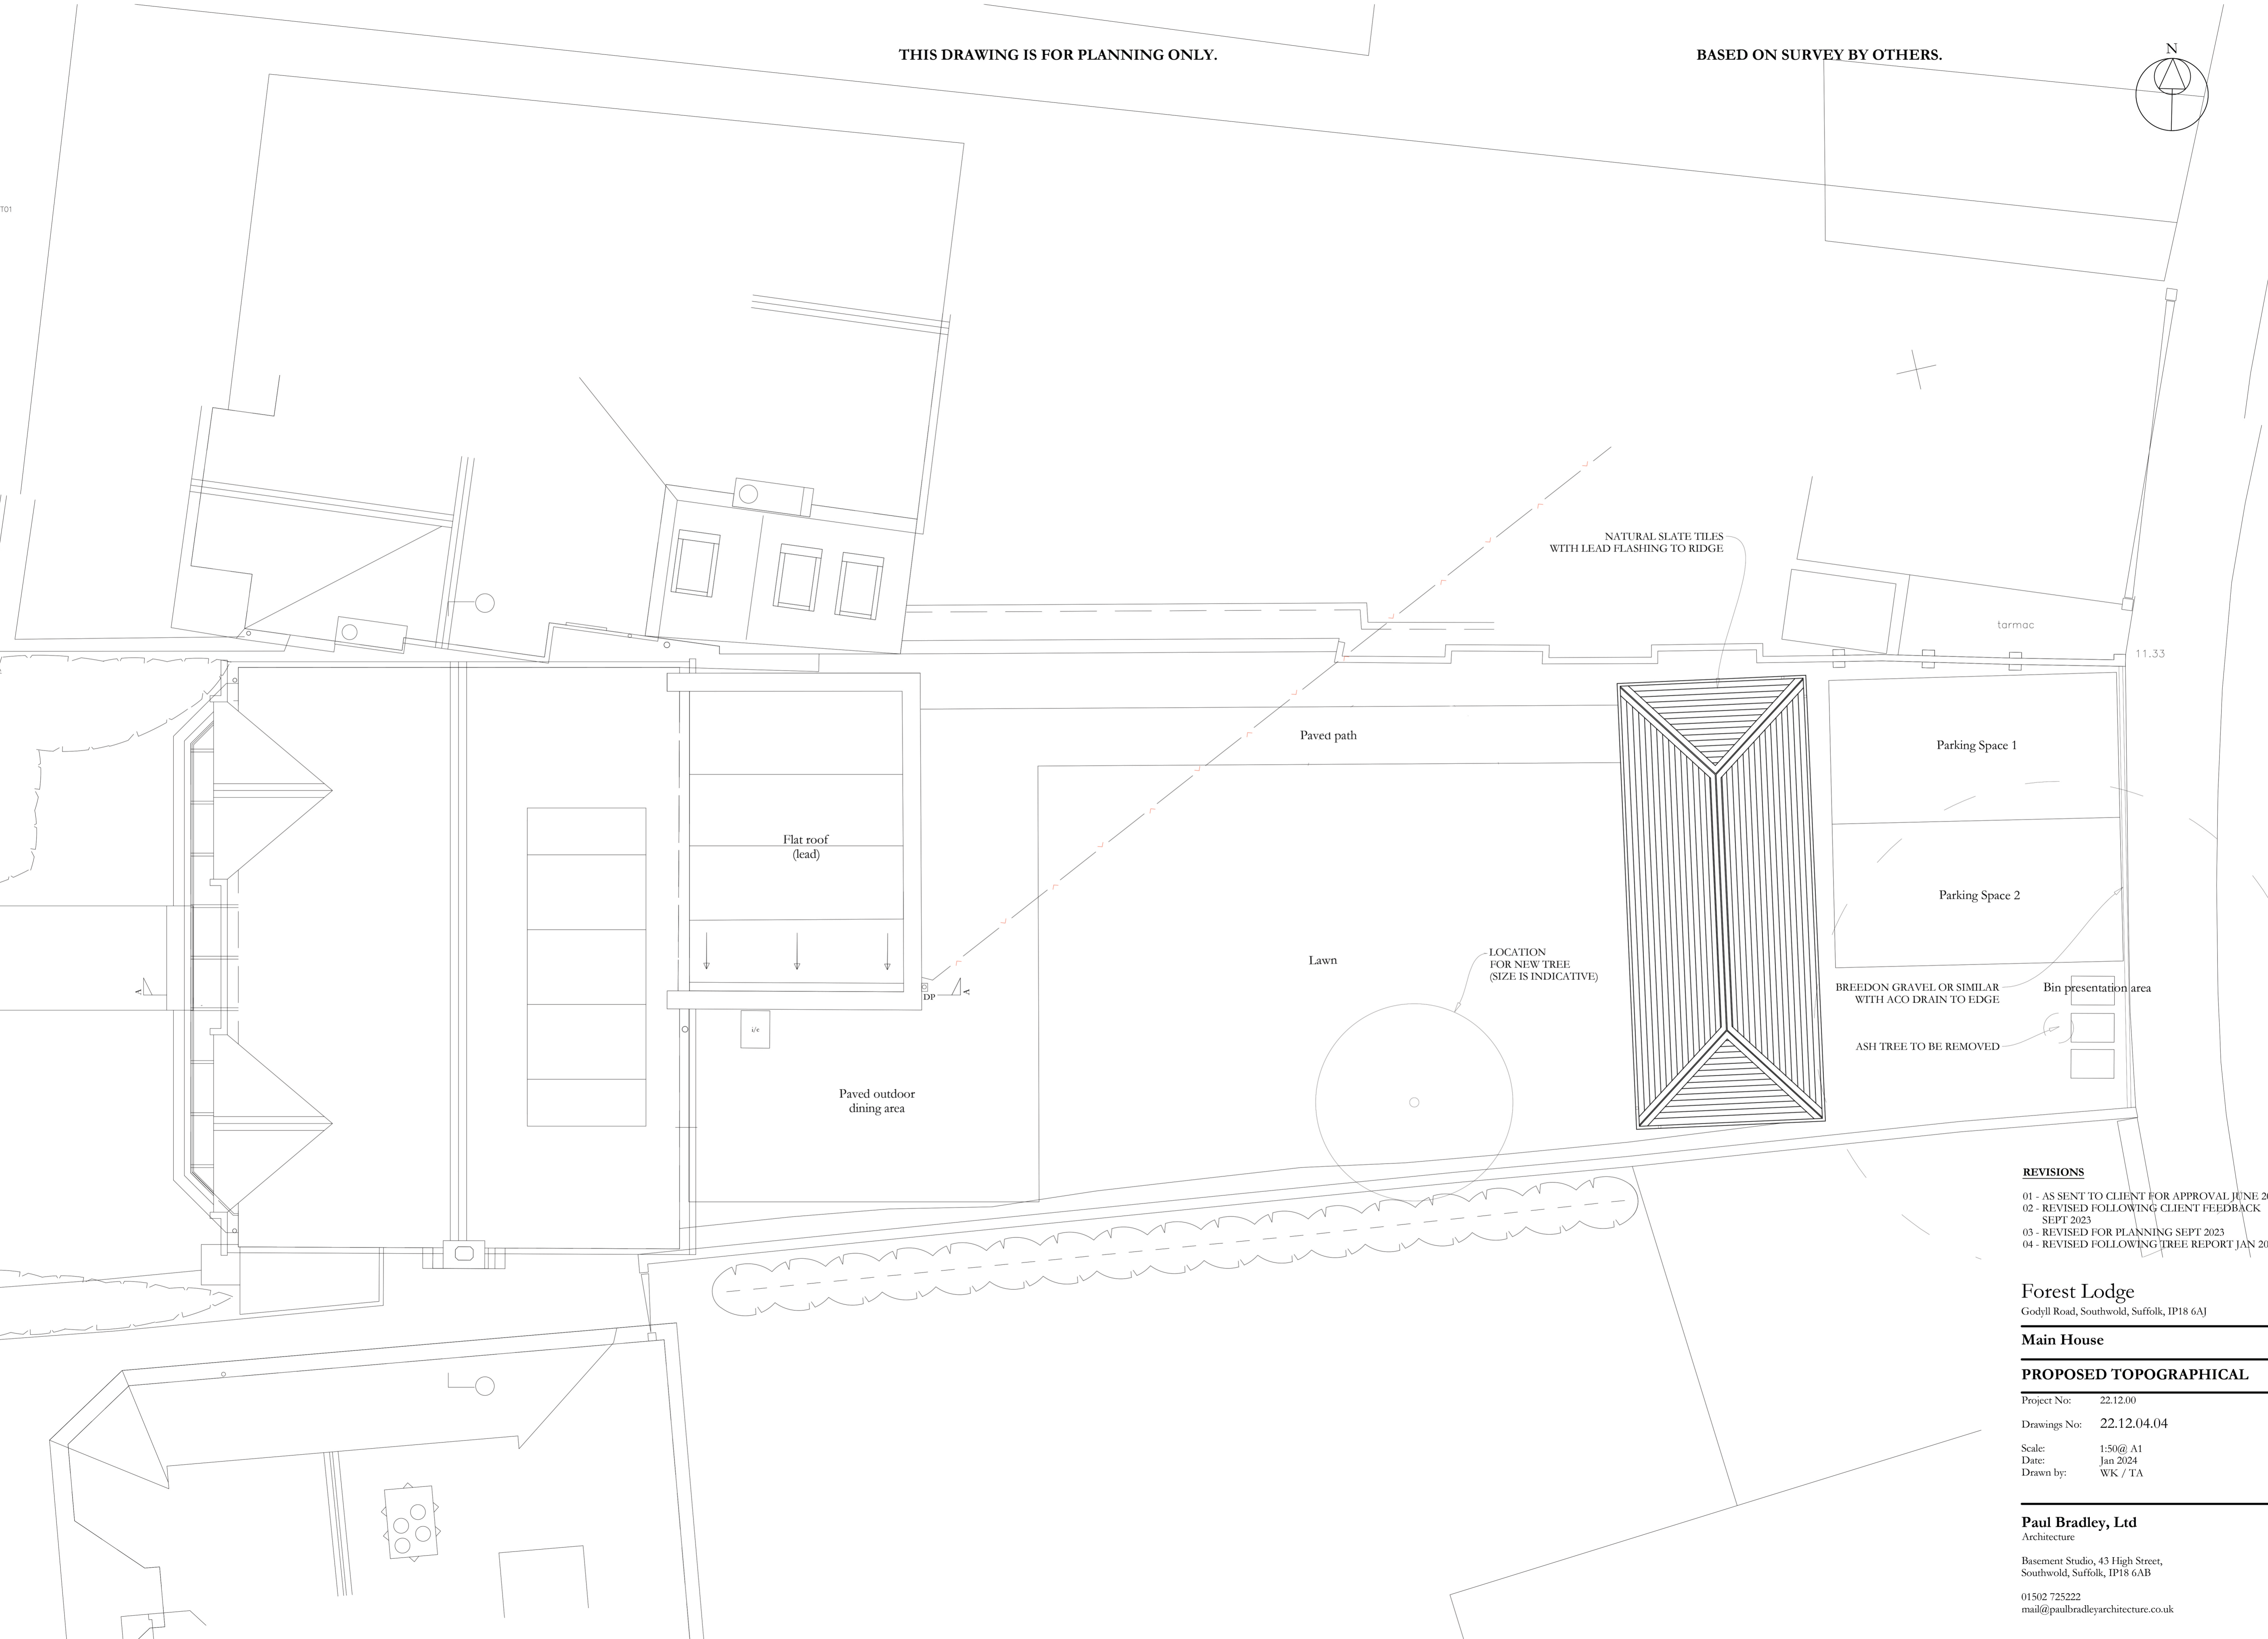 THIS DRAWING IS FOR PLANNING ONLY.
BASED ON SURVEY BY OTHERS.
N
T01
NATURAL SLATE TILES
WITH LEAD FLASHING TO RIDGE
tarmac
11.33
Paved path
Parking Space 1
Flat roof
(lead)
Parking Space 2
LOCATION
FOR NEW TREE
(SIZE IS INDICATIVE)
Lawn
A
A
DP
BREEDON GRAVEL OR SIMILAR
WITH ACO DRAIN TO EDGE
Bin presentation area
i/c
ASH TREE TO BE REMOVED
Paved outdoor
dining area
REVISIONS
01 - AS SENT TO CLIENT FOR APPROVAL JUNE
02 - REVISED FOLLOWING CLIENT FEEDBACK
SEPT 2023
03 - REVISED FOR PLANNING SEPT 2023
04 - REVISED FOLLOWING TREE REPORT JAN
Forest Lodge
Godyll Road, Southwold, Suffolk, IP18 6AJ
Main House
PROPOSED TOPOGRAPHICAL
Project No: 22.12.00
Drawings No: 22.12.04.04
Scale: 1:50@ A1
Date: Jan 2024
Drawn by: WK / TA
Paul Bradley, Ltd
Architecture
Basement Studio, 43 High Street,
Southwold, Suffolk, IP18 6AB
01502 725222
mail@paulbradleyarchitecture.co.uk